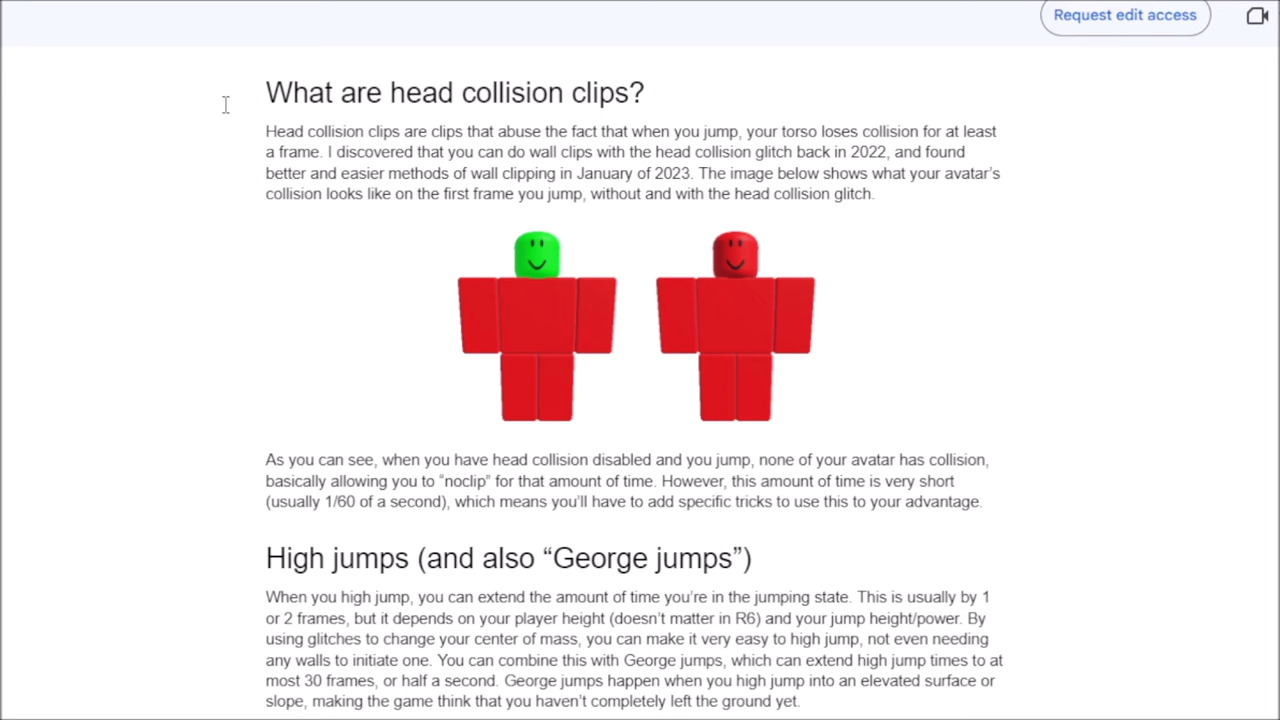 Request edit access
What are head collision clips?
Head collision clips are clips that abuse the fact that when you jump, your torso loses collision for at least
a frame. I discovered that you can do wall clips with the head collision glitch back in 2022, and found
better and easier methods of wall clipping in January of 2023. The image below shows what your avatar’s
collision looks like on the first frame you jump, without and with the head collision glitch.
As you can see, when you have head collision disabled and you jump, none of your avatar has collision,
basically allowing you to “noclip” for that amount of time. However, this amount of time is very short
(usually 1/60 of a second), which means you’ll have to add specific tricks to use this to your advantage.
High jumps (and also “George jumps”)
When you high jump, you can extend the amount of time you’re in the jumping state. This is usually by 1
or 2 frames, but it depends on your player height (doesn’t matter in R6) and your jump height/power. By
using glitches to change your center of mass, you can make it very easy to high jump, not even needing
any walls to initiate one. You can combine this with George jumps, which can extend high jump times to at
most 30 frames, or half a second. George jumps happen when you high jump into an elevated surface or
slope, making the game think that you haven’t completely left the ground yet.